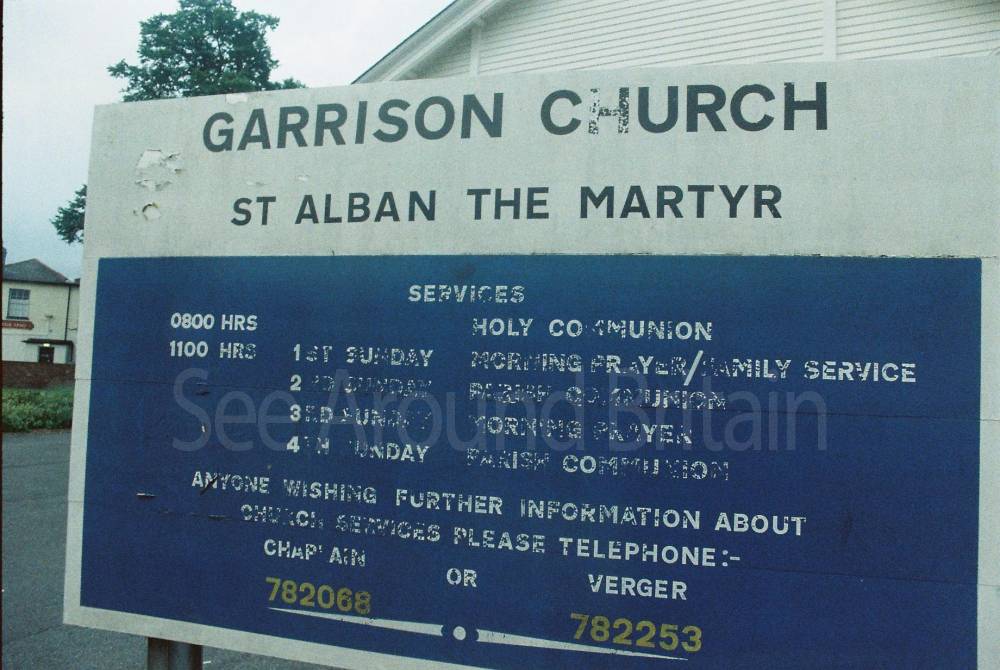 GARRISON CHURCH
ST ALBAN THE MARTYR
SERVICES
0800 HRS HOLY COMMUNION
1100 HRS 1ST SUNDAY MORNING PRAYER/FAMILY SERVICE
2ND SUNDAY PARISH COMMUNION
3RD SUNDAY MORNING PRAYER
4TH SUNDAY PARISH COMMUNION
ANYONE WISHING FURTHER INFORMATION ABOUT
CHURCH SERVICES PLEASE TELEPHONE:-
CHAPLAIN OR VERGER
782068 782253
See Around Britain